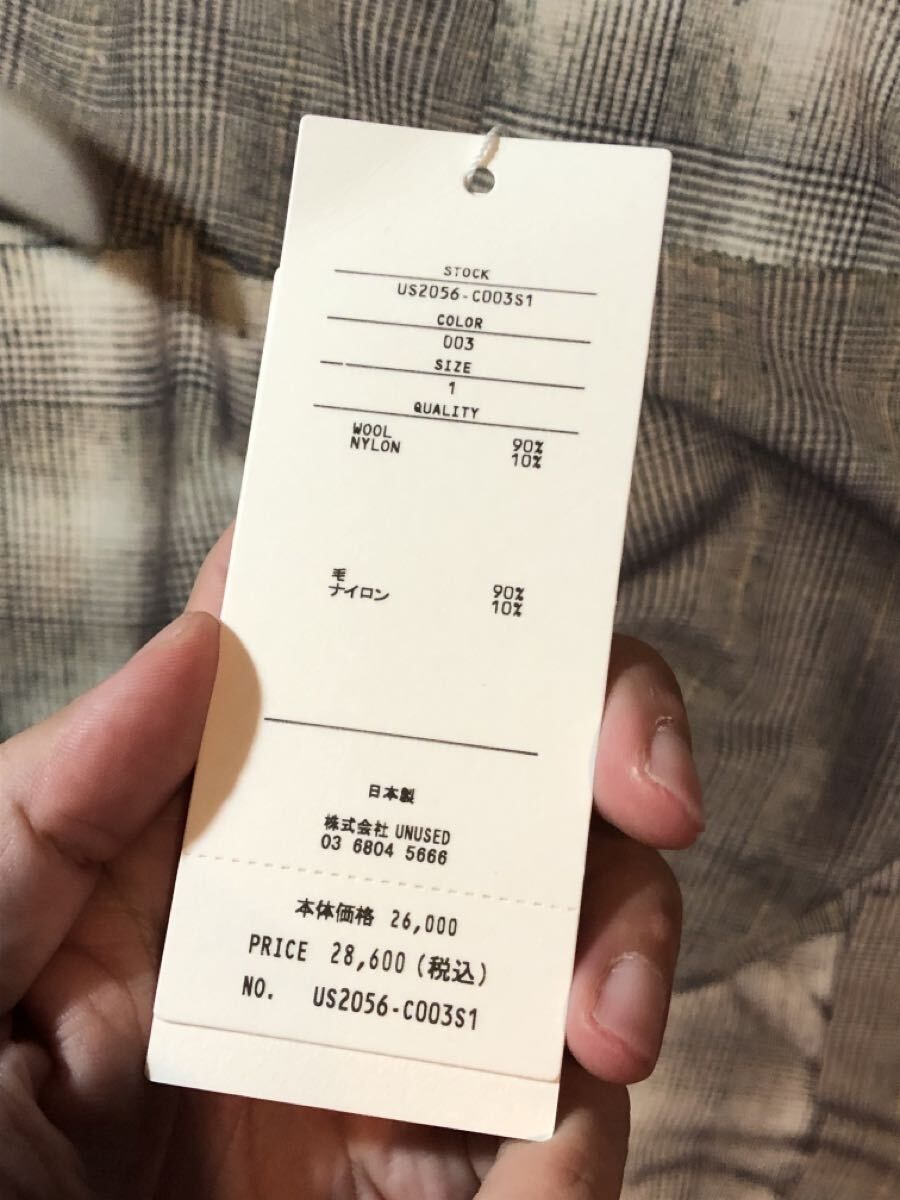 STOCK
US2056-C003S1
COLOR
003
SIZE
1
QUALITY
WOOL 90%
NYLON 10%
毛 90%
ナイロン 10%
日本製
株式会社 UNUSED
03 6804 5666
本体価格 26,000
PRICE 28,600 (税込)
NO. US2056-C003S1